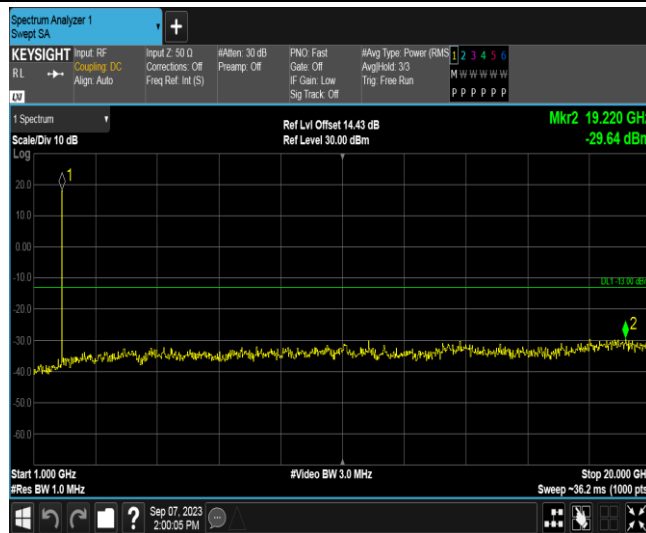 Spectrum Analyzer 1
Swept SA
KEYSIGHT
RL
LXI
Input: RF
Coupling: DC
Align: Auto
Input Z: 50 Ω
Corrections: Off
Freq Ref: Int (S)
#Atten: 30 dB
Preamp: Off
PNO: Fast
Gate: Off
IF Gain: Low
Sig Track: Off
#Avg Type: Power (RMS
Avg|Hold: 3/3
Trig: Free Run
1 2 3 4 5 6
M W W W W W
P P P P P P
1 Spectrum
Scale/Div 10 dB
Log
Ref Lvl Offset 14.43 dB
Ref Level 30.00 dBm
Mkr2 19.220 GHz
-29.64 dBm
1
20.0
10.0
0.00
-10.0
DL1 -13.00 dBm
-20.0
2
-30.0
-40.0
-50.0
-60.0
Start 1.000 GHz
#Res BW 1.0 MHz
#Video BW 3.0 MHz
Stop 20.000 GHz
Sweep ~36.2 ms (1000 pts)
Sep 07, 2023
2:00:05 PM